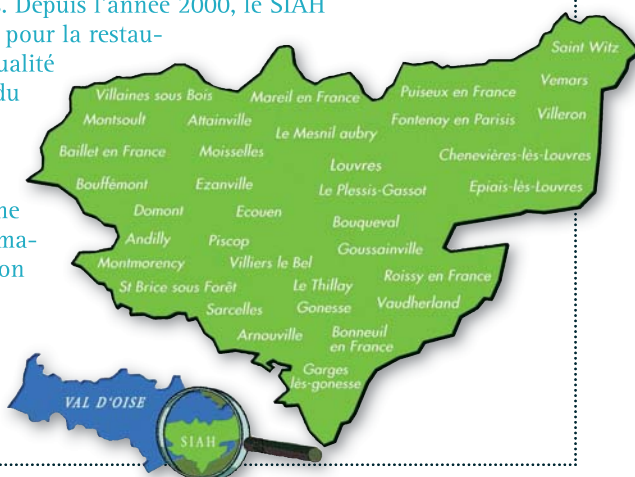 s. Depuis l'année 2000, le SIAH
pour la restau-
ualité
du
ne
ma-
on
Saint Witz
Villaines sous Bois
Mareil en France
Puiseux en France
Vemars
Montsoult
Attainville
Fontenay en Parisis
Villeron
Le Mesnil aubry
Baillet en France
Moisselles
Louvres
Chenevières-lès-Louvres
Bouffémont
Ezanville
Le Plessis-Gassot
Epiais-lès-Louvres
Domont
Ecouen
Bouqueval
Andilly
Piscop
Goussainville
Montmorency
Villiers le Bel
Roissy en France
St Brice sous Forêt
Le Thillay
Sarcelles
Gonesse
Vaudherland
Arnouville
Bonneuil
en France
Garges
lès-gonesse
VAL D'OISE
SIAH